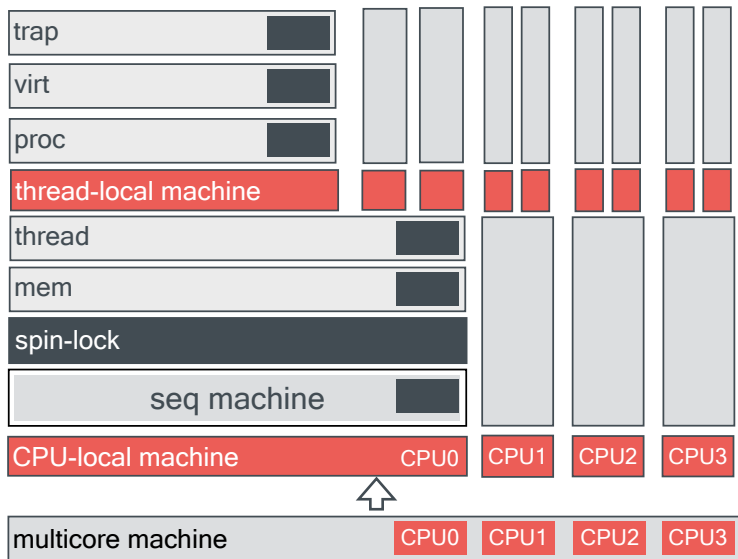 trap
virt
proc
thread-local machine
thread
mem
spin-lock
seq machine
CPU-local machine CPU0 CPU1 CPU2 CPU3
multicore machine CPU0 CPU1 CPU2 CPU3